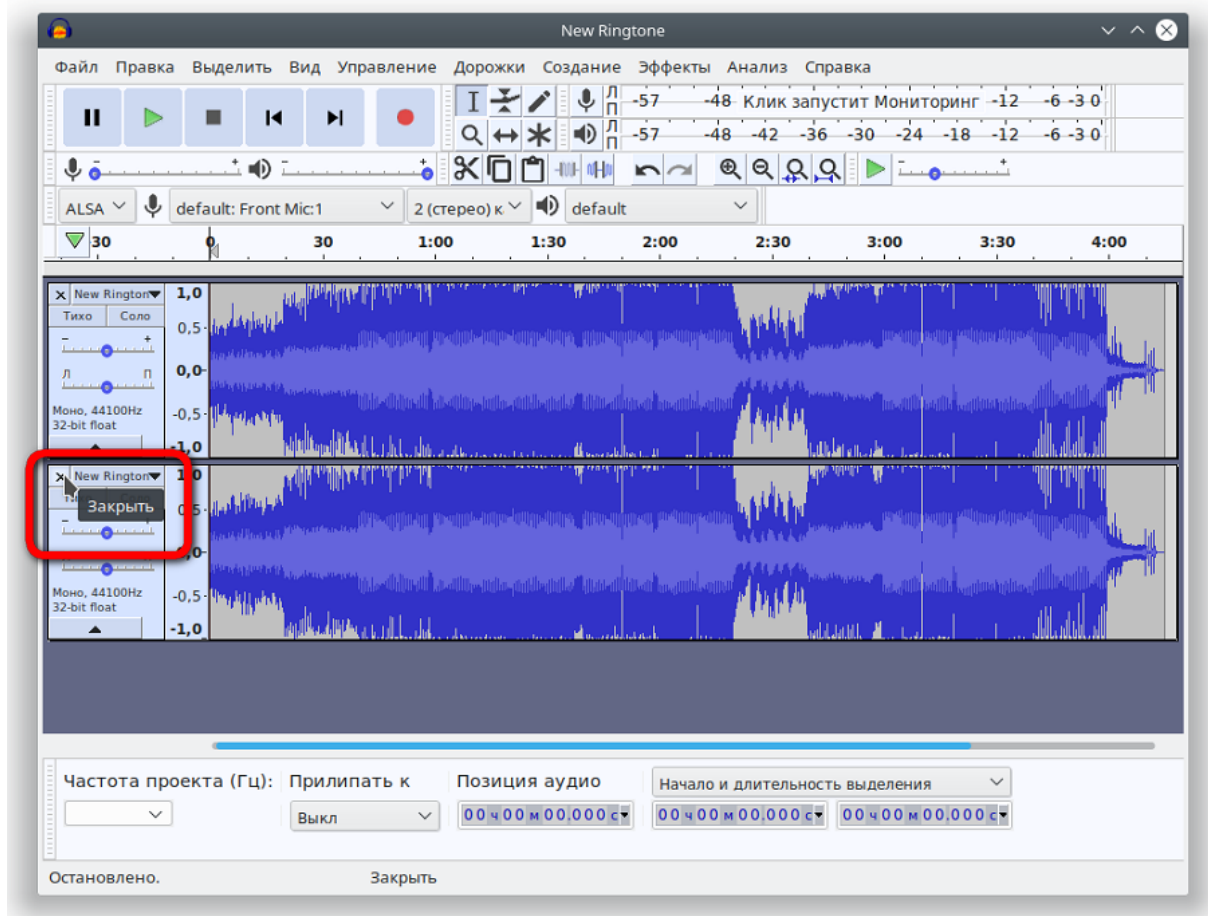 New Ringtone
Файл Правка Выделить Вид Управление Дорожки Создание Эффекты Анализ Справка
Л П -57 -48 Клик запустит Мониторинг -12 -6 -3 0
Л П -57 -48 -42 -36 -30 -24 -18 -12 -6 -3 0
- + - + - +
ALSA default: Front Mic:1 2 (стерео) к default
30 0 30 1:00 1:30 2:00 2:30 3:00 3:30 4:00
x New Rington 1,0
Тихо Соло 0,5
- +
Л П 0,0
Моно, 44100Hz -0,5
32-bit float
-1,0
x New Rington 1,0
Закрыть
- +
0,0
Моно, 44100Hz -0,5
32-bit float
-1,0
Частота проекта (Гц): Прилипать к Позиция аудио Начало и длительность выделения
Выкл 00 ч 00 м 00.000 с 00 ч 00 м 00.000 с 00 ч 00 м 00.000 с
Остановлено. Закрыть